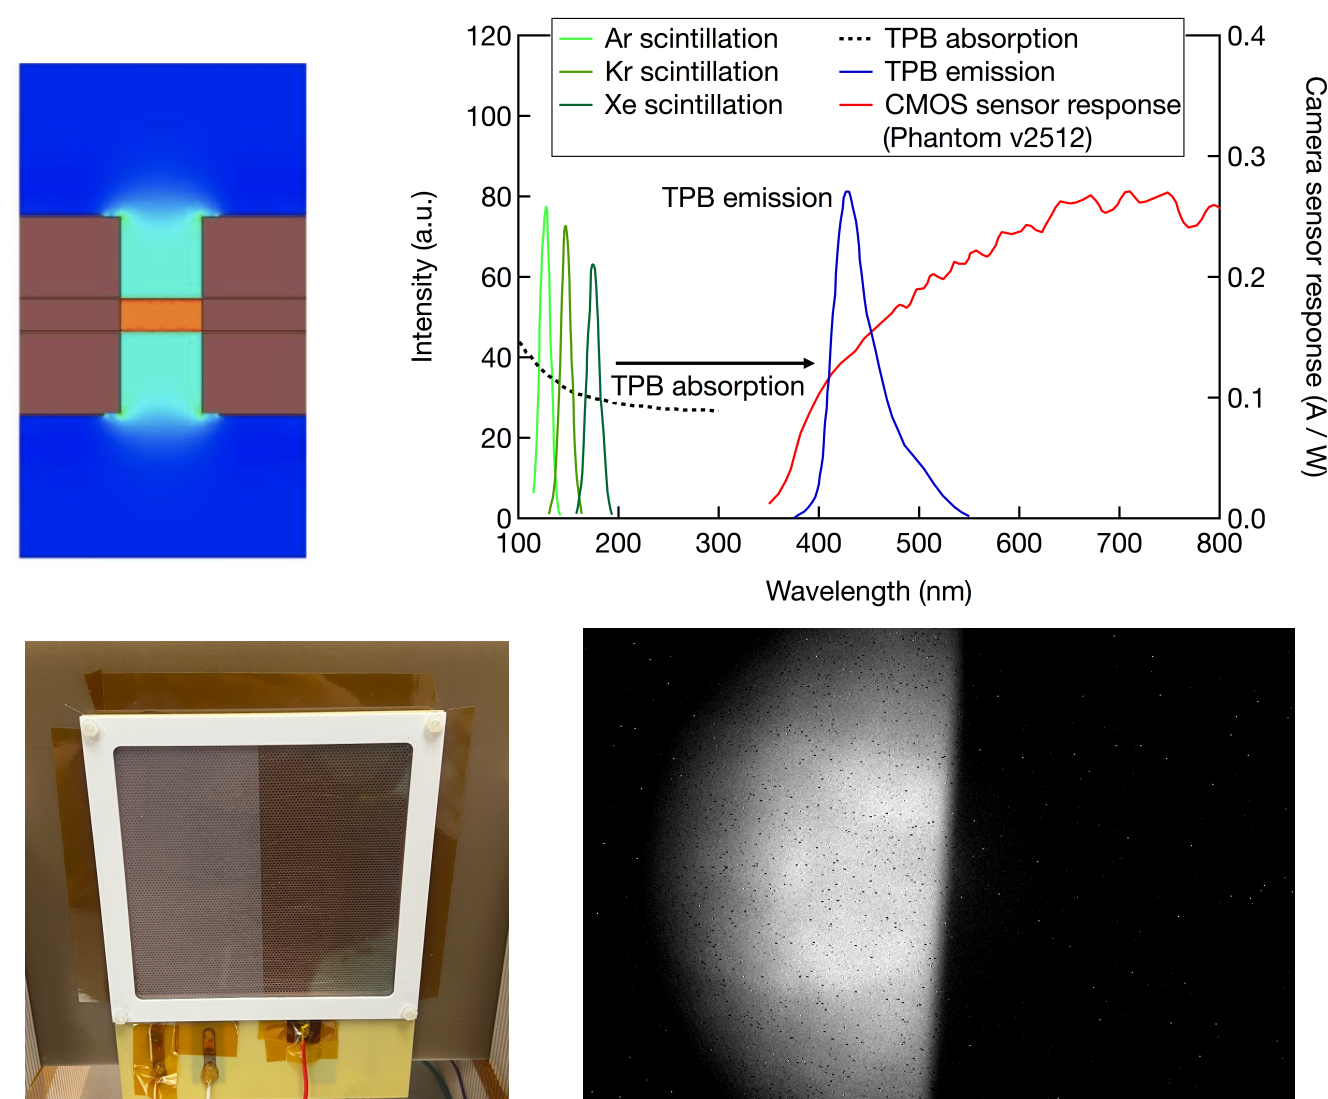 Ar scintillation
Kr scintillation
Xe scintillation
TPB absorption
TPB emission
CMOS sensor response
(Phantom v2512)
120
100
80
60
40
20
0
Intensity (a.u.)
TPB emission
TPB absorption
0.4
0.3
0.2
0.1
0.0
Camera sensor response (A / W)
100 200 300 400 500 600 700 800
Wavelength (nm)